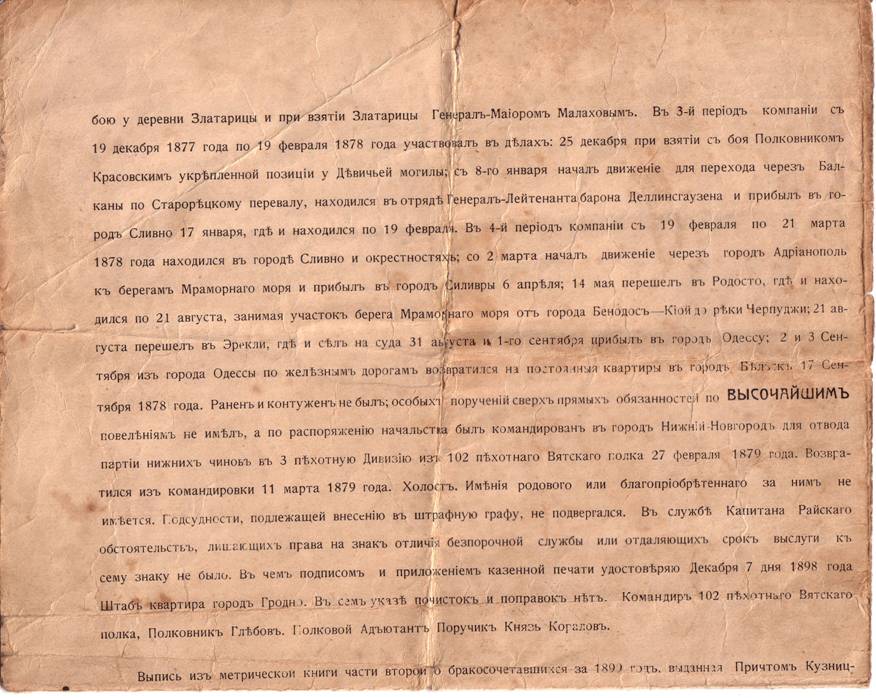 бою у деревни Златарицы и при взятіи Златарицы Генералъ-Маіоромъ Малаховымъ. Въ 3-й періодъ компаніи съ
19 декабря 1877 года по 19 февраля 1878 года участвовалъ въ дѣлахъ: 25 декабря при взятіи съ боя Полковникомъ
Красовскимъ укрѣпленной позиціи у Дѣвичьей могилы; съ 8-го января началъ движеніе для перехода черезъ Бал-
каны по Старорѣцкому перевалу, находился въ отрядѣ Генералъ-Лейтенанта барона Деллинсгаузена и прибылъ въ го-
родъ Сливно 17 января, гдѣ и находился по 19 февраля. Въ 4-й періодъ компаніи съ 19 февраля по 21 марта
1878 года находился въ городѣ Сливно и окрестностяхъ; со 2 марта началъ движеніе черезъ городъ Адріанополь
къ берегамъ Мраморнаго моря и прибылъ въ городъ Силивры 6 апрѣля; 14 мая перешелъ въ Родосто, гдѣ и нахо-
дился по 21 августа, занимая участокъ берега Мраморнаго моря отъ города Бенодосъ—Кіой до рѣки Черпуджи; 21 ав-
густа перешелъ въ Эрекли, гдѣ и сѣлъ на суда 31 августа и 1-го сентября прибылъ въ городъ Одессу; 2 и 3 Сен-
тября изъ города Одессы по желѣзнымъ дорогамъ возвратился на постоянныя квартиры въ городъ Бѣльскъ 17 Сен-
тября 1878 года. Раненъ и контуженъ не былъ; особыхъ порученій сверхъ прямыхъ обязанностей по ВЫСОЧАЙШИМЪ
повелѣніямъ не имѣлъ, а по распоряженію начальства былъ командированъ въ городъ Нижній-Новгородъ для отвода
партіи нижнихъ чиновъ въ 3 пѣхотную Дивизію изъ 102 пѣхотнаго Вятскаго полка 27 февраля 1879 года. Возвра-
тился изъ командировки 11 марта 1879 года. Холостъ. Имѣнія родового или благопріобрѣтеннаго за нимъ не
имѣется. Подсудности, подлежащей внесенію въ штрафную графу, не подвергался. Въ службѣ Капитана Райскаго
обстоятельствъ, лишающихъ права на знакъ отличія безпорочной службы или отдаляющихъ срокъ выслуги къ
сему знаку не было. Въ чемъ подписомъ и приложеніемъ казенной печати удостовѣряю Декабря 7 дня 1898 года
Штабъ квартира городъ Гродно. Въ семъ указѣ почистокъ и поправокъ нѣтъ. Командиръ 102 пѣхотнаго Вятскаго
полка, Полковникъ Глѣбовъ. Полковой Адъютантъ Поручикъ Князь Кораловъ.
Выпись изъ метрической книги части второй о бракосочетавшихся за 1899 годъ, выданная Причтомъ Кузниц-